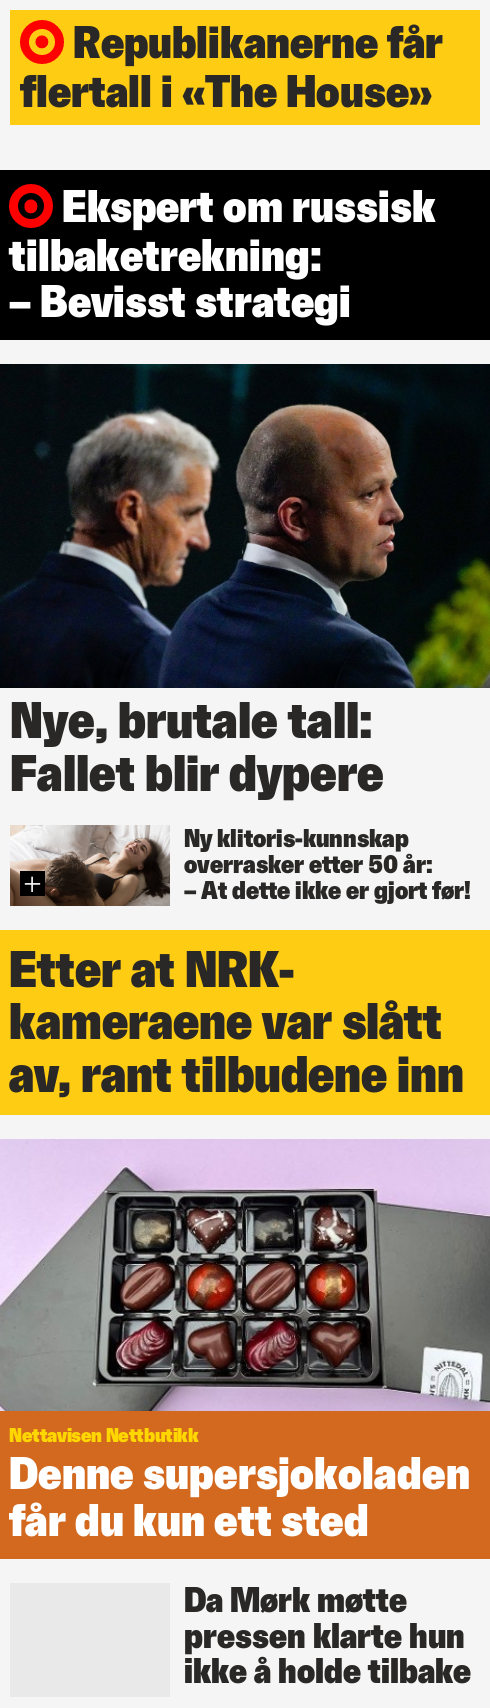 Republikanerne får
flertall i «The House»
Ekspert om russisk
tilbaketrekning:
– Bevisst strategi
Nye, brutale tall:
Fallet blir dypere
Ny klitoris-kunnskap
overrasker etter 50 år:
– At dette ikke er gjort før!
Etter at NRK-
kameraene var slått
av, rant tilbudene inn
NITTEDAL
Nettavisen Nettbutikk
Denne supersjokoladen
får du kun ett sted
Da Mørk møtte
pressen klarte hun
ikke å holde tilbake